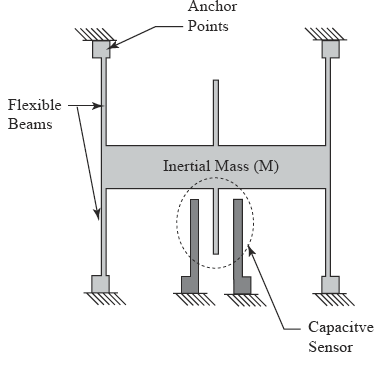 Anchor
Points
Flexible
Beams
Inertial Mass (M)
Capacitve
Sensor